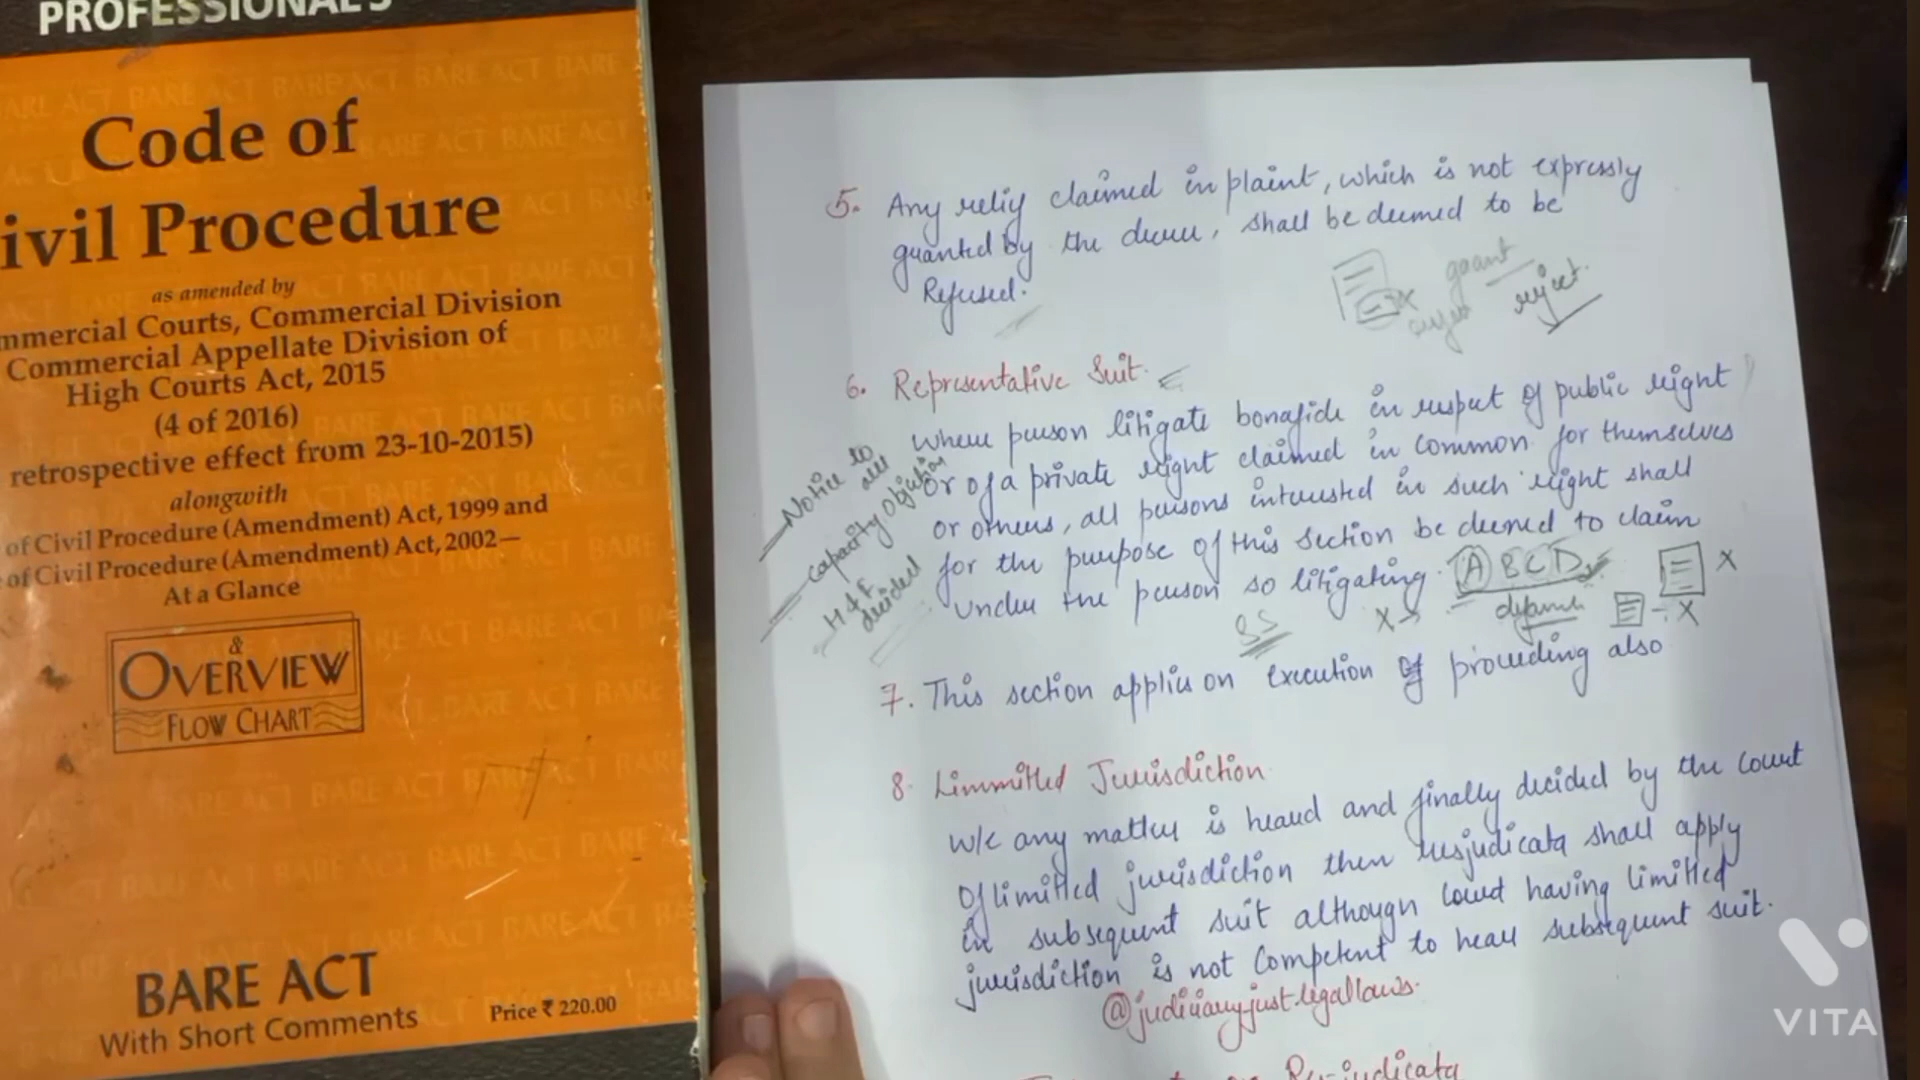 PROFESSIONAL'S
Code of
ivil Procedure
as amended by
mmercial Courts, Commercial Division
Commercial Appellate Division of
High Courts Act, 2015
(4 of 2016)
retrospective effect from 23-10-2015)
alongwith
of Civil Procedure (Amendment) Act, 1999 and
of Civil Procedure (Amendment) Act, 2002—
At a Glance
&
OVERVIEW
FLOW CHART
BARE ACT
With Short Comments
Price ₹ 220.00
5. Any relief claimed in plaint, which is not expressly
granted by the decree, shall be deemed to be
Refused.
grant
reject.
6. Representative Suit.
Where person litigate bonafide in respect of public right
or of a private right claimed in common for themselves
or others, all persons interested in such right shall
for the purpose of this section be deemed to claim
under the person so litigating.
Notice to
all
capacity objection
H & F
decided
A B C D
X
X
X
7. This section applies on execution of proceeding also
8. Limmitted Jurisdiction
W/c any matter is heard and finally decided by the court
Of limitted jurisdiction then resjudicata shall apply
in subsequent suit although court having limitted
jurisdiction is not competent to hear subsequent suit.
@judiciaryjust.legallaws.
Res-judicata
VITA